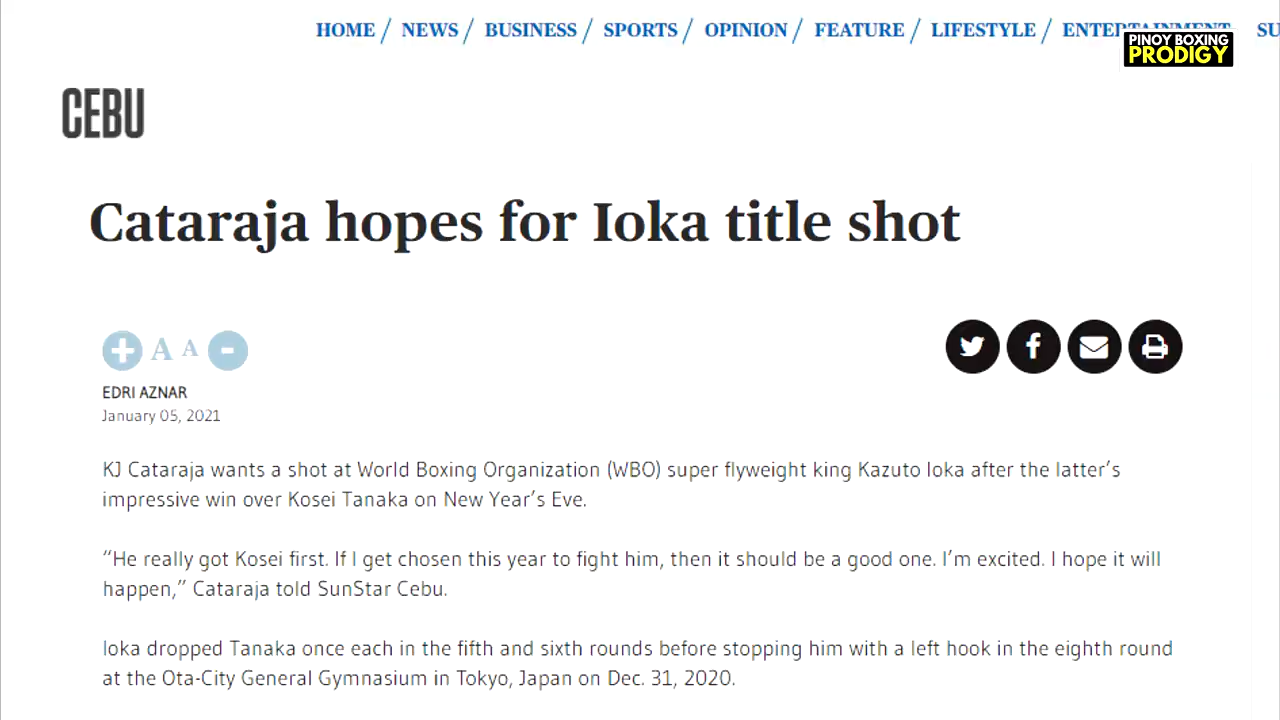 HOME / NEWS / BUSINESS / SPORTS / OPINION / FEATURE / LIFESTYLE / ENTERTAINMENT SU
PINOY BOXING
PRODIGY
CEBU
Cataraja hopes for Ioka title shot
+ A A -
EDRI AZNAR
January 05, 2021
KJ Cataraja wants a shot at World Boxing Organization (WBO) super flyweight king Kazuto Ioka after the latter’s
impressive win over Kosei Tanaka on New Year’s Eve.
“He really got Kosei first. If I get chosen this year to fight him, then it should be a good one. I’m excited. I hope it will
happen,” Cataraja told SunStar Cebu.
Ioka dropped Tanaka once each in the fifth and sixth rounds before stopping him with a left hook in the eighth round
at the Ota-City General Gymnasium in Tokyo, Japan on Dec. 31, 2020.